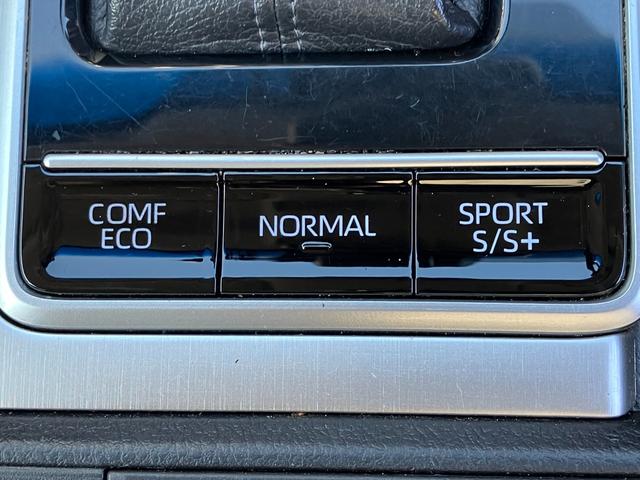 COMF
ECO
NORMAL
SPORT
S/S+